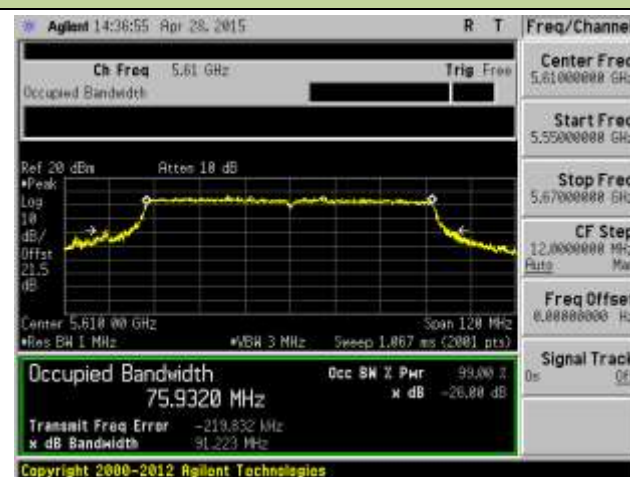 Agilent 14:36:55 Apr 28, 2015 R T Freq/Channel
Ch Freq 5.61 GHz Trig Free
Occupied Bandwidth
Center Freq
5.61000000 GHz
Start Freq
5.55000000 GHz
Stop Freq
5.67000000 GHz
CF Step
12.0000000 MHz
Auto Man
Freq Offset
0.00000000 Hz
Signal Track
On Off
Ref 20 dBm Atten 10 dB
#Peak
Log
10
dB/
Offst
21.5
dB
Center 5.610 00 GHz Span 120 MHz
#Res BW 1 MHz #VBW 3 MHz Sweep 1.067 ms (2001 pts)
Occupied Bandwidth Occ BW % Pwr 99.00 %
75.9320 MHz x dB -26.00 dB
Transmit Freq Error -219.832 kHz
x dB Bandwidth 91.223 MHz
Copyright 2000-2012 Agilent Technologies